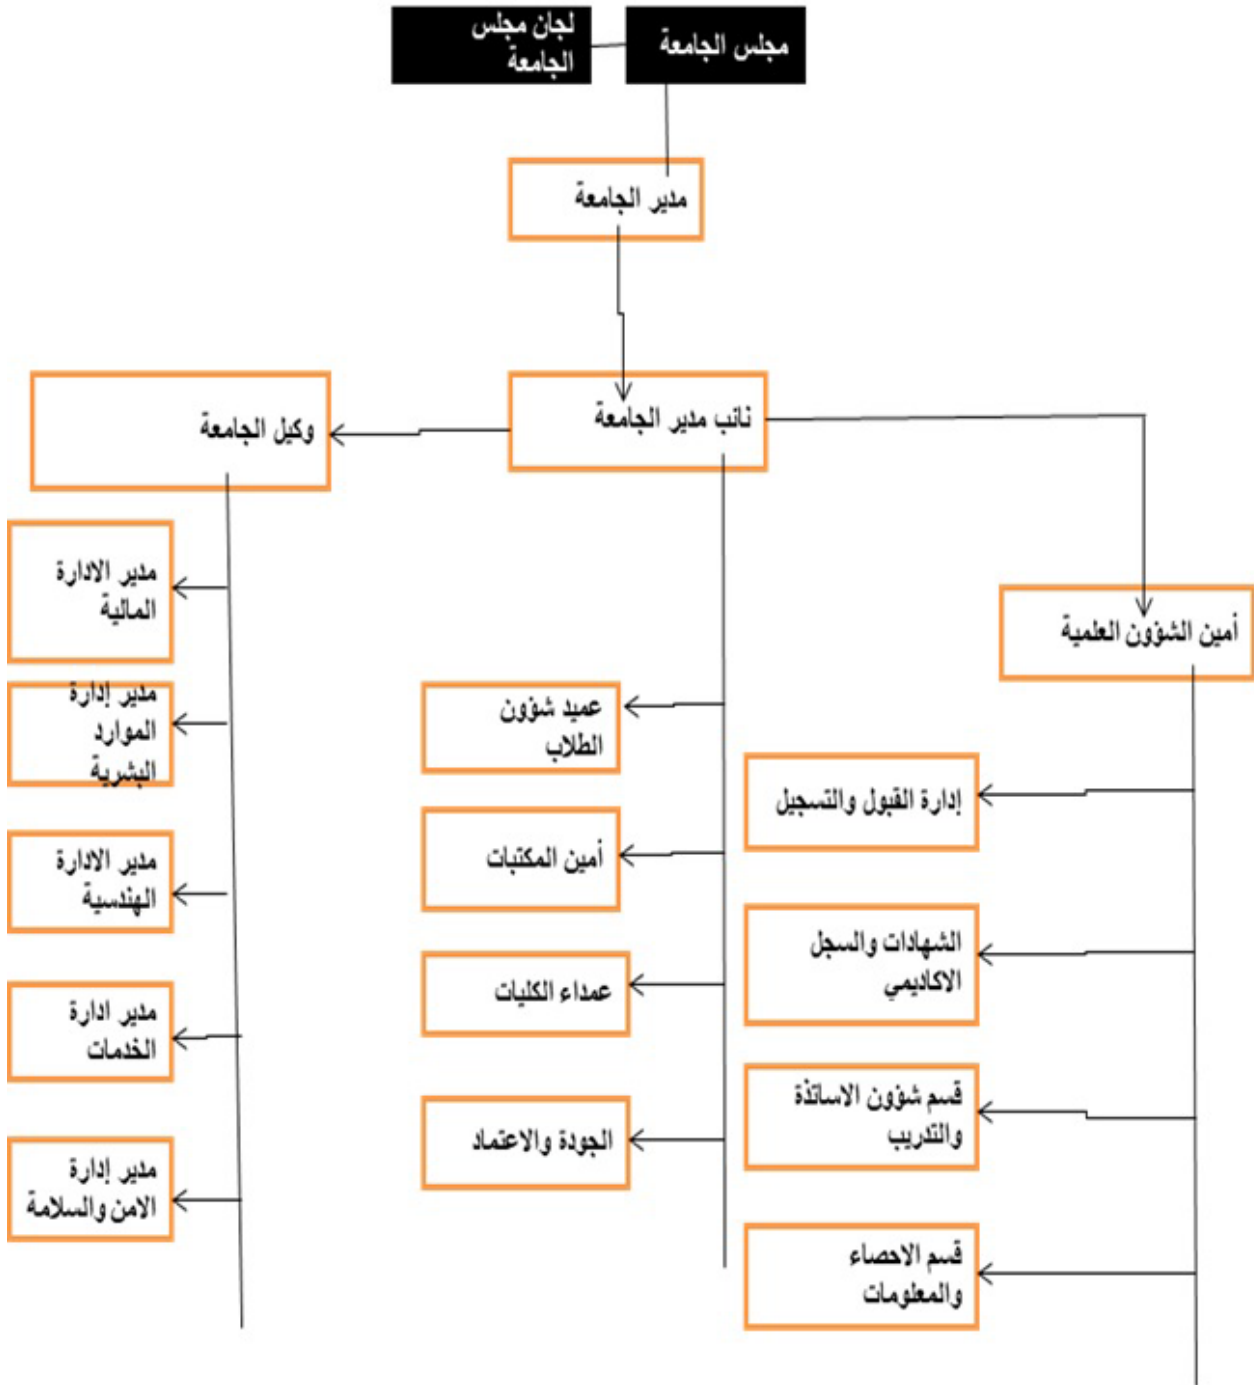 مجلس الجامعة
لجان مجلس
الجامعة
مدير الجامعة
نائب مدير الجامعة
وكيل الجامعة
أمين الشؤون العلمية
إدارة القبول والتسجيل
الشهادات والسجل
الاكاديمي
قسم شؤون الاساتذة
والتدريب
قسم الاحصاء
والمعلومات
عميد شؤون
الطلاب
أمين المكتبات
عمداء الكليات
الجودة والاعتماد
مدير الادارة
المالية
مدير إدارة
الموارد
البشرية
مدير الادارة
الهندسية
مدير ادارة
الخدمات
مدير إدارة
الامن والسلامة